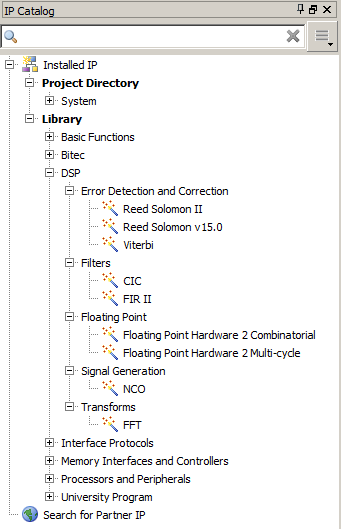 IP Catalog
Installed IP
Project Directory
System
Library
Basic Functions
Bitec
DSP
Error Detection and Correction
Reed Solomon II
Reed Solomon v15.0
Viterbi
Filters
CIC
FIR II
Floating Point
Floating Point Hardware 2 Combinatorial
Floating Point Hardware 2 Multi-cycle
Signal Generation
NCO
Transforms
FFT
Interface Protocols
Memory Interfaces and Controllers
Processors and Peripherals
University Program
Search for Partner IP